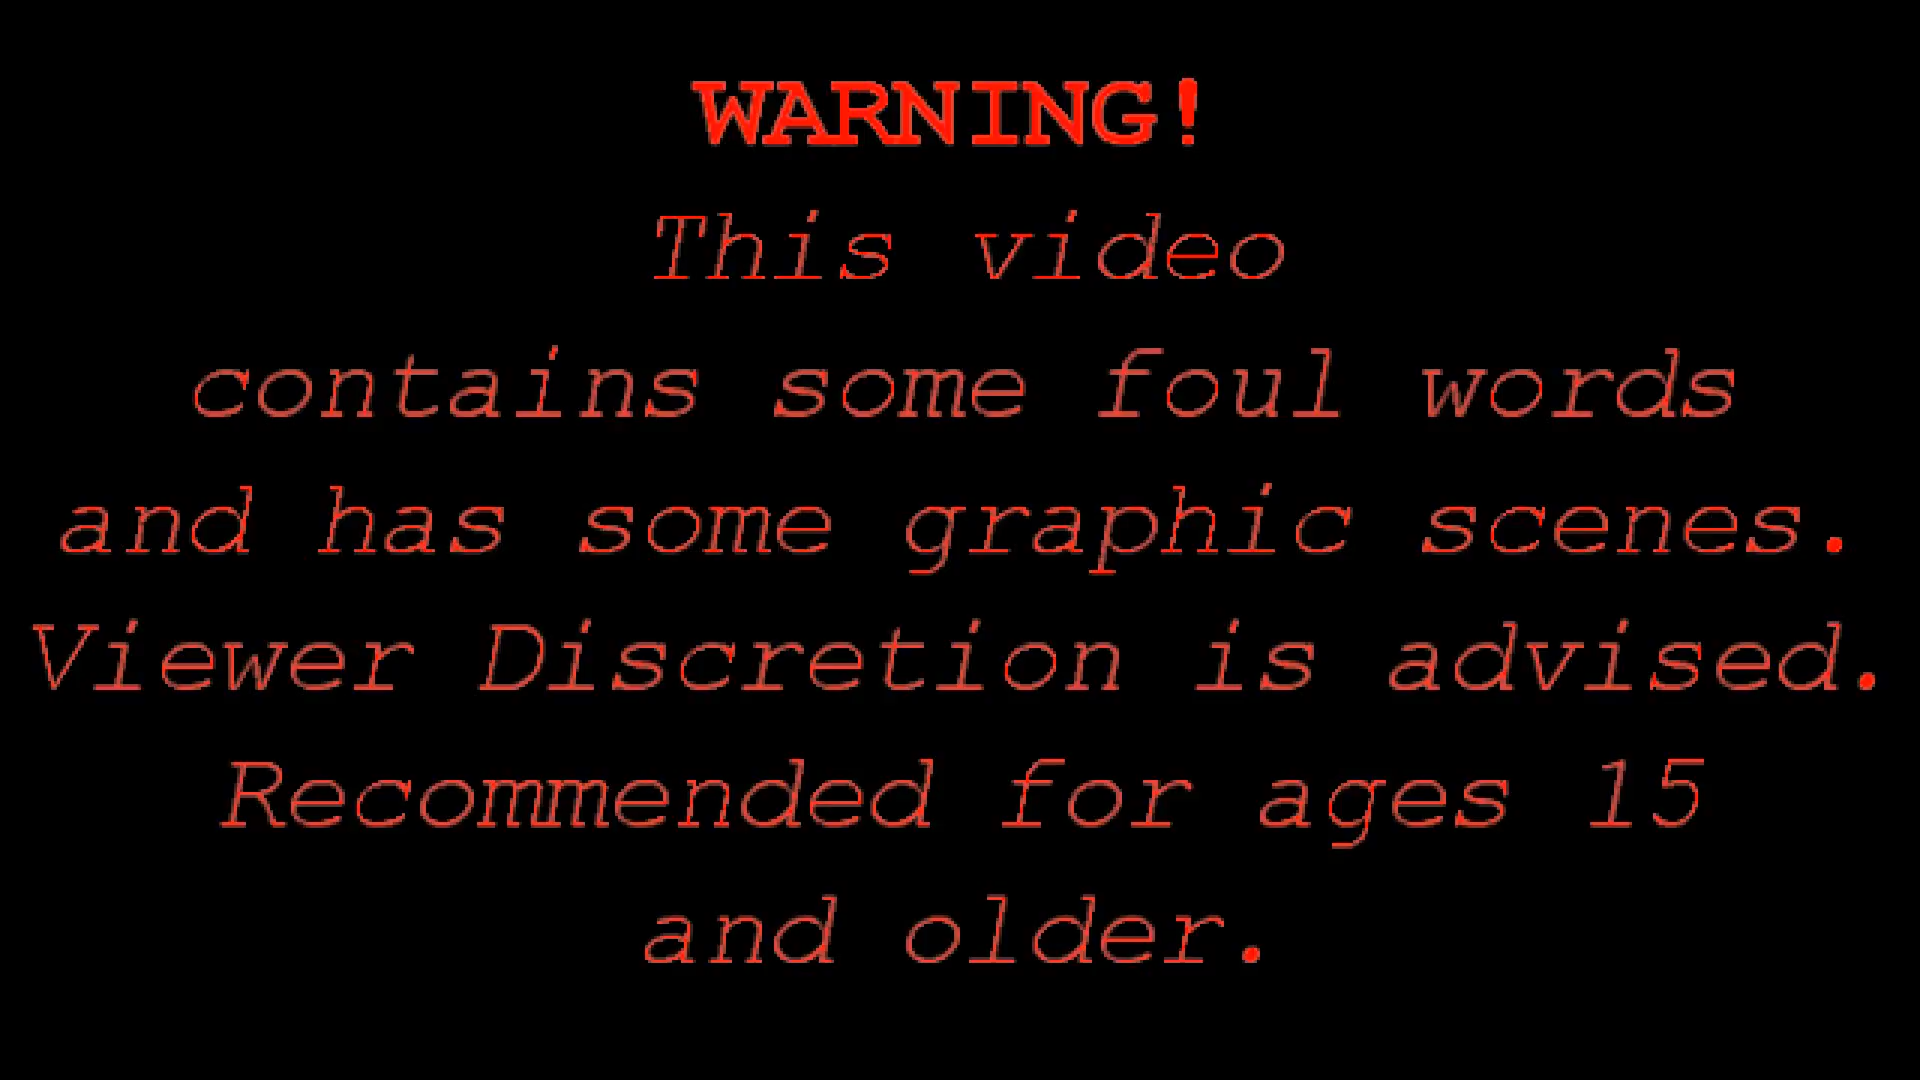 WARNING!
This video
contains some foul words
and has some graphic scenes.
Viewer Discretion is advised.
Recommended for ages 15
and older.